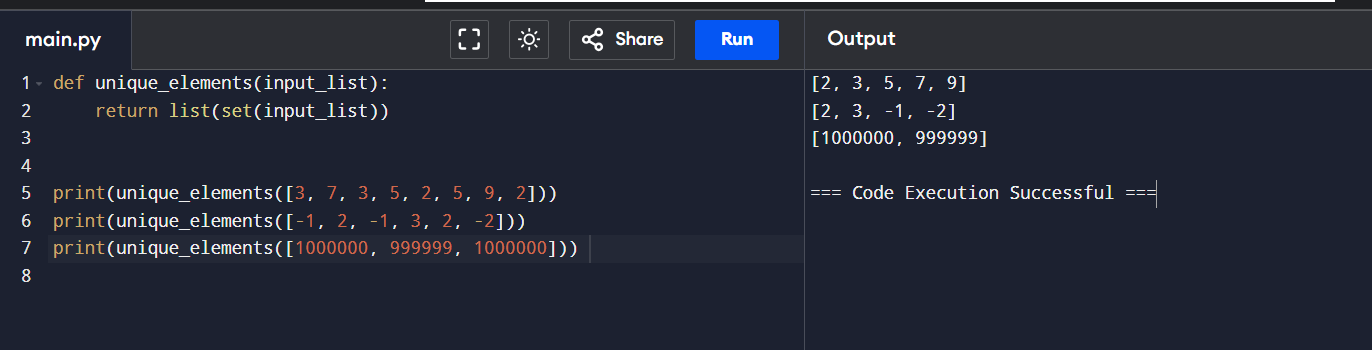 main.py
Share
Run
Output
1 def unique_elements(input_list):
2     return list(set(input_list))
3
4
5 print(unique_elements([3, 7, 3, 5, 2, 5, 9, 2]))
6 print(unique_elements([-1, 2, -1, 3, 2, -2]))
7 print(unique_elements([1000000, 999999, 1000000]))
8
[2, 3, 5, 7, 9]
[2, 3, -1, -2]
[1000000, 999999]
=== Code Execution Successful ===